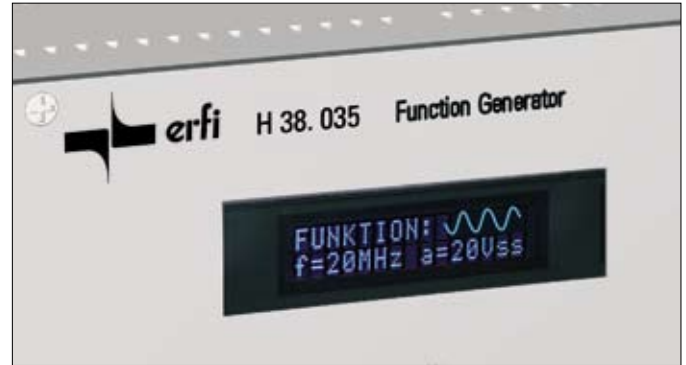 erfi H 38. 035 Function Generator
FUNKTION:
f=20MHz a=20Vss